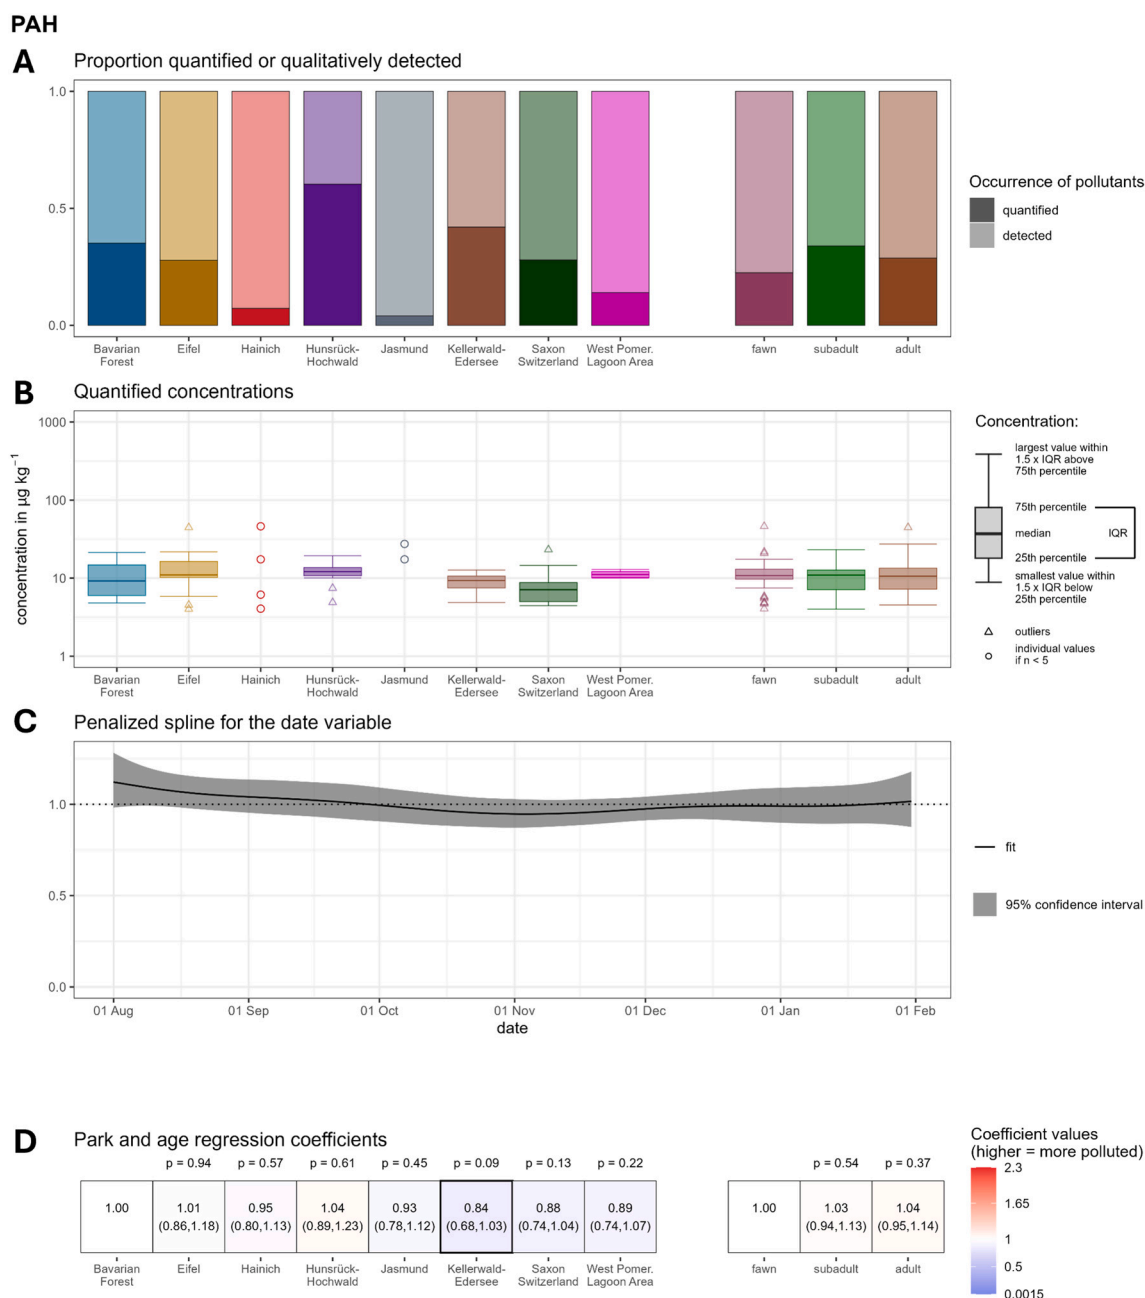 PAH
A
Proportion quantified or qualitatively detected
1.0
0.5
0.0
Bavarian
Forest
Eifel
Hainich
Hunsrück-
Hochwald
Jasmund
Kellerwald-
Edersee
Saxon
Switzerland
West Pomer.
Lagoon Area
fawn
subadult
adult
Occurrence of pollutants
quantified
detected
B
Quantified concentrations
concentration in µg kg⁻¹
1000
100
10
1
Bavarian
Forest
Eifel
Hainich
Hunsrück-
Hochwald
Jasmund
Kellerwald-
Edersee
Saxon
Switzerland
West Pomer.
Lagoon Area
fawn
subadult
adult
Concentration:
largest value within
1.5 x IQR above
75th percentile
75th percentile
median
IQR
25th percentile
smallest value within
1.5 x IQR below
25th percentile
outliers
individual values
if n < 5
C
Penalized spline for the date variable
1.0
0.5
0.0
01 Aug
01 Sep
01 Oct
01 Nov
01 Dec
01 Jan
01 Feb
date
fit
95% confidence interval
D
Park and age regression coefficients
p = 0.94
p = 0.57
p = 0.61
p = 0.45
p = 0.09
p = 0.13
p = 0.22
p = 0.54
p = 0.37
1.00
1.01
(0.86,1.18)
0.95
(0.80,1.13)
1.04
(0.89,1.23)
0.93
(0.78,1.12)
0.84
(0.68,1.03)
0.88
(0.74,1.04)
0.89
(0.74,1.07)
1.00
1.03
(0.94,1.13)
1.04
(0.95,1.14)
Bavarian
Forest
Eifel
Hainich
Hunsrück-
Hochwald
Jasmund
Kellerwald-
Edersee
Saxon
Switzerland
West Pomer.
Lagoon Area
fawn
subadult
adult
Coefficient values
(higher = more polluted)
2.3
1.65
1
0.5
0.0015